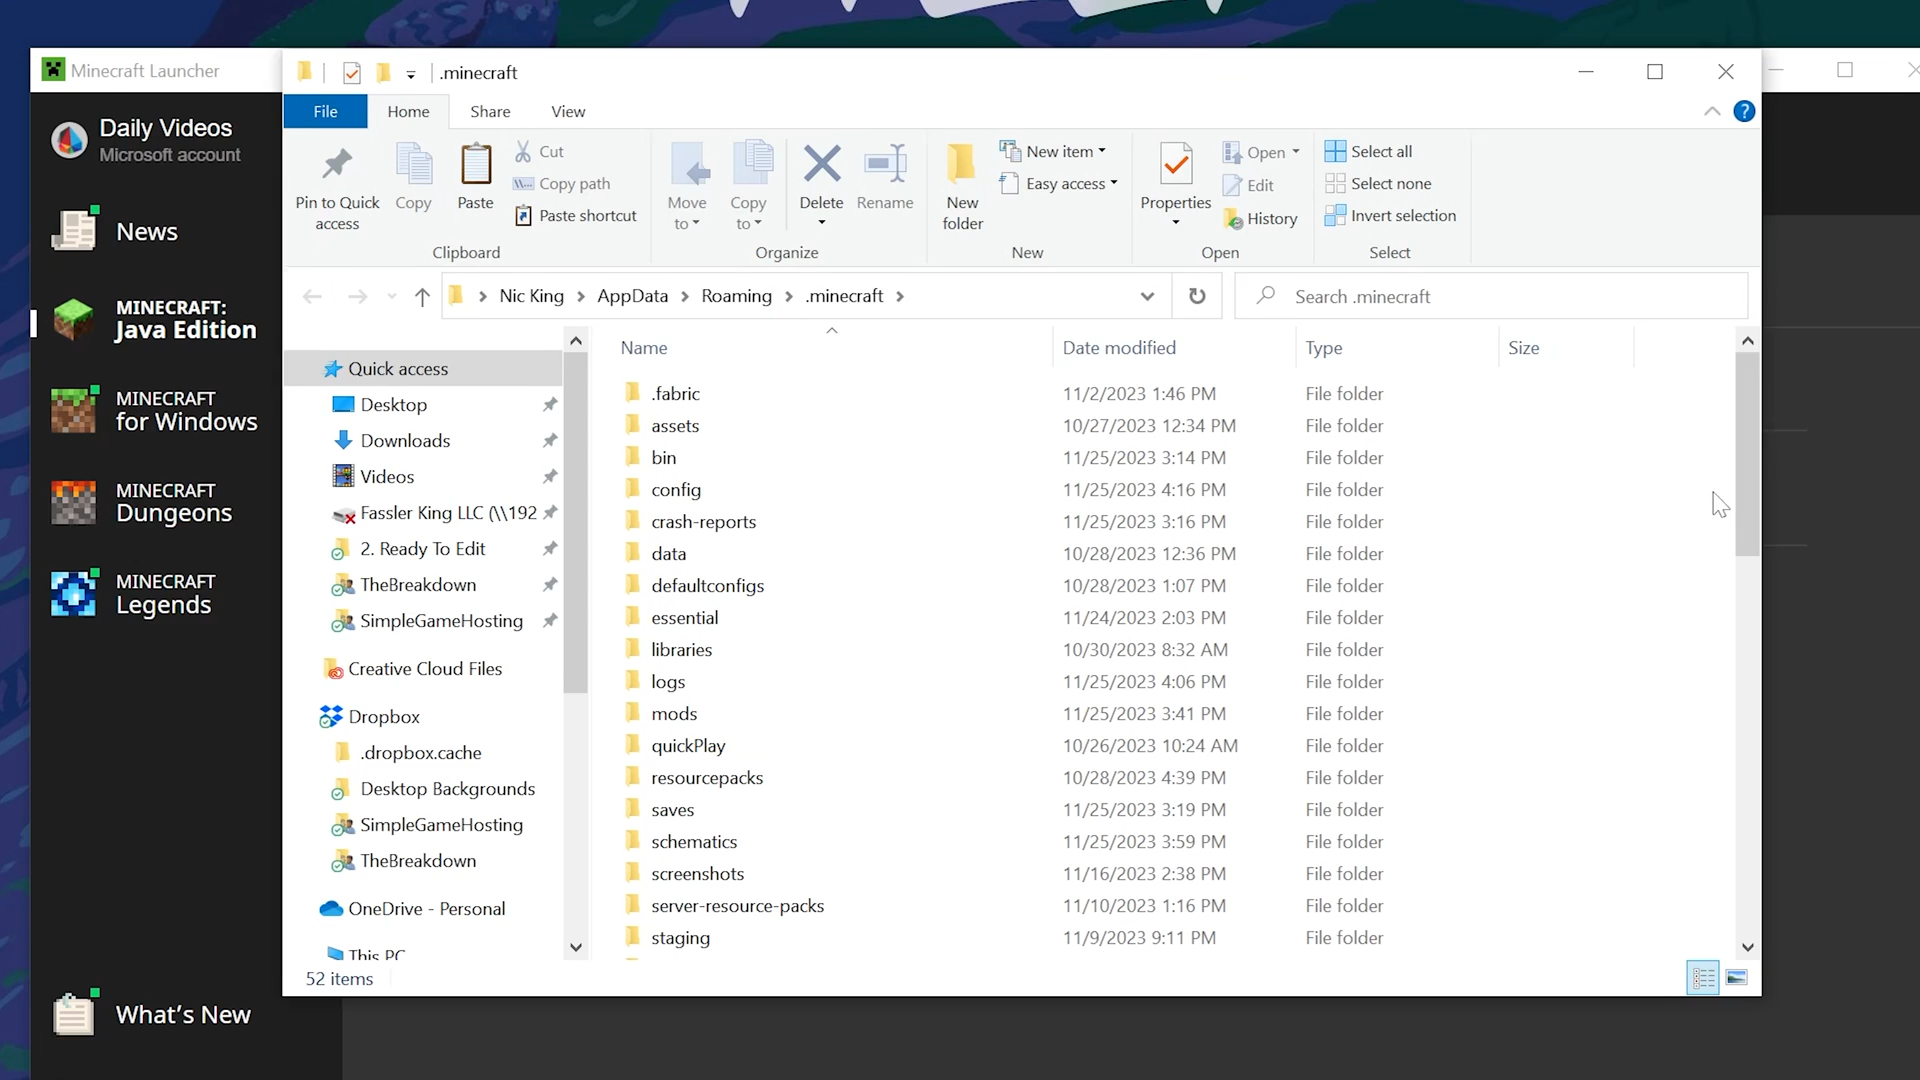 Minecraft Launcher
Daily Videos
Microsoft account
News
MINECRAFT:
Java Edition
MINECRAFT
for Windows
MINECRAFT
Dungeons
MINECRAFT
Legends
What's New
.minecraft
File
Home
Share
View
Pin to Quick
access
Copy
Paste
Cut
Copy path
Paste shortcut
Clipboard
Move
to
Copy
to
Delete
Rename
Organize
New
folder
New item
Easy access
New
Properties
Open
Edit
History
Open
Select all
Select none
Invert selection
Select
Nic King > AppData > Roaming > .minecraft >
Search .minecraft
Quick access
Desktop
Downloads
Videos
Fassler King LLC (\\192
2. Ready To Edit
TheBreakdown
SimpleGameHosting
Creative Cloud Files
Dropbox
.dropbox.cache
Desktop Backgrounds
SimpleGameHosting
TheBreakdown
OneDrive - Personal
This PC
Name Date modified Type Size
.fabric 11/2/2023 1:46 PM File folder
assets 10/27/2023 12:34 PM File folder
bin 11/25/2023 3:14 PM File folder
config 11/25/2023 4:16 PM File folder
crash-reports 11/25/2023 3:16 PM File folder
data 10/28/2023 12:36 PM File folder
defaultconfigs 10/28/2023 1:07 PM File folder
essential 11/24/2023 2:03 PM File folder
libraries 10/30/2023 8:32 AM File folder
logs 11/25/2023 4:06 PM File folder
mods 11/25/2023 3:41 PM File folder
quickPlay 10/26/2023 10:24 AM File folder
resourcepacks 10/28/2023 4:39 PM File folder
saves 11/25/2023 3:19 PM File folder
schematics 11/25/2023 3:59 PM File folder
screenshots 11/16/2023 2:38 PM File folder
server-resource-packs 11/10/2023 1:16 PM File folder
staging 11/9/2023 9:11 PM File folder
52 items